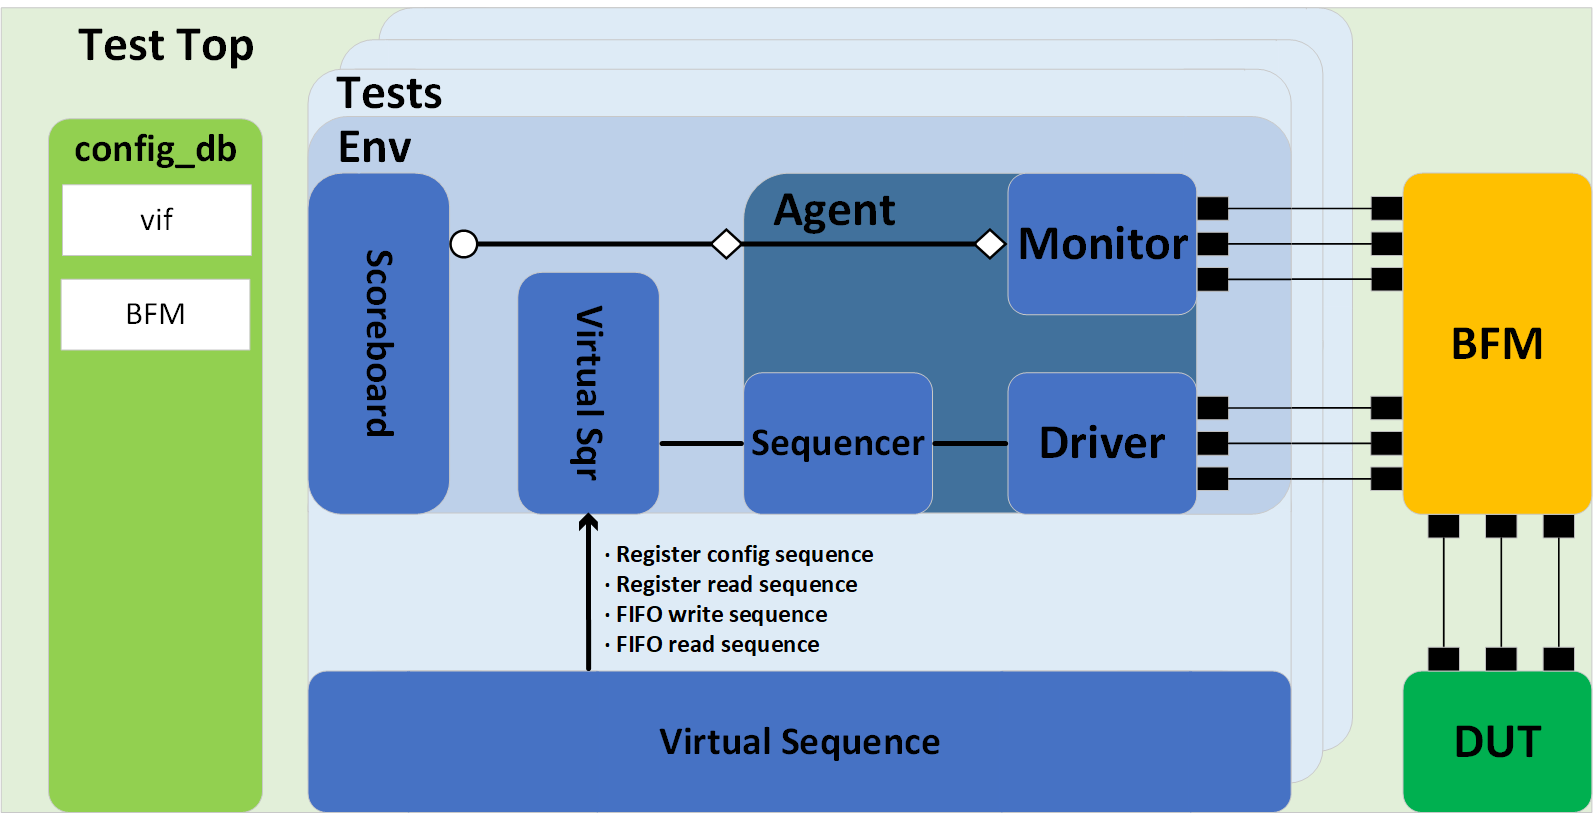 Test Top
Tests
Env
config_db
vif
BFM
Scoreboard
Virtual Sqr
Agent
Monitor
Sequencer
Driver
BFM
· Register config sequence
· Register read sequence
· FIFO write sequence
· FIFO read sequence
Virtual Sequence
DUT